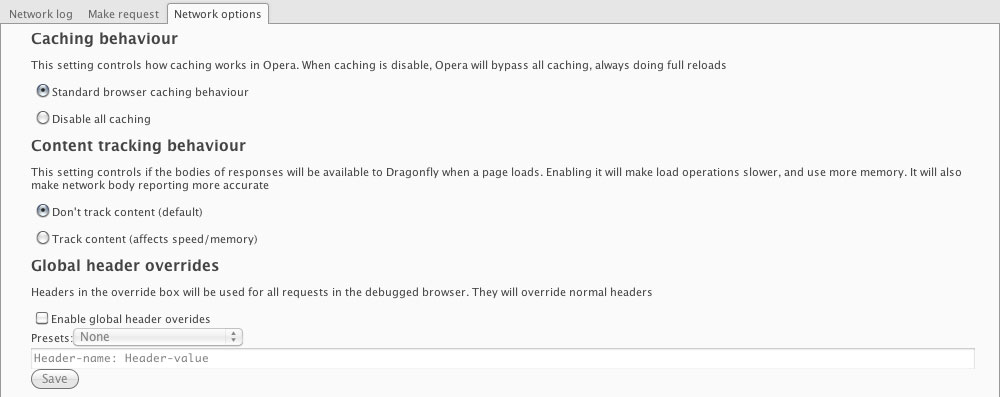 Network log Make request Network options
Caching behaviour
This setting controls how caching works in Opera. When caching is disable, Opera will bypass all caching, always doing full reloads
Standard browser caching behaviour
Disable all caching
Content tracking behaviour
This setting controls if the bodies of responses will be available to Dragonfly when a page loads. Enabling it will make load operations slower, and use more memory. It will also
make network body reporting more accurate
Don't track content (default)
Track content (affects speed/memory)
Global header overrides
Headers in the override box will be used for all requests in the debugged browser. They will override normal headers
Enable global header overides
Presets: None
Header-name: Header-value
Save